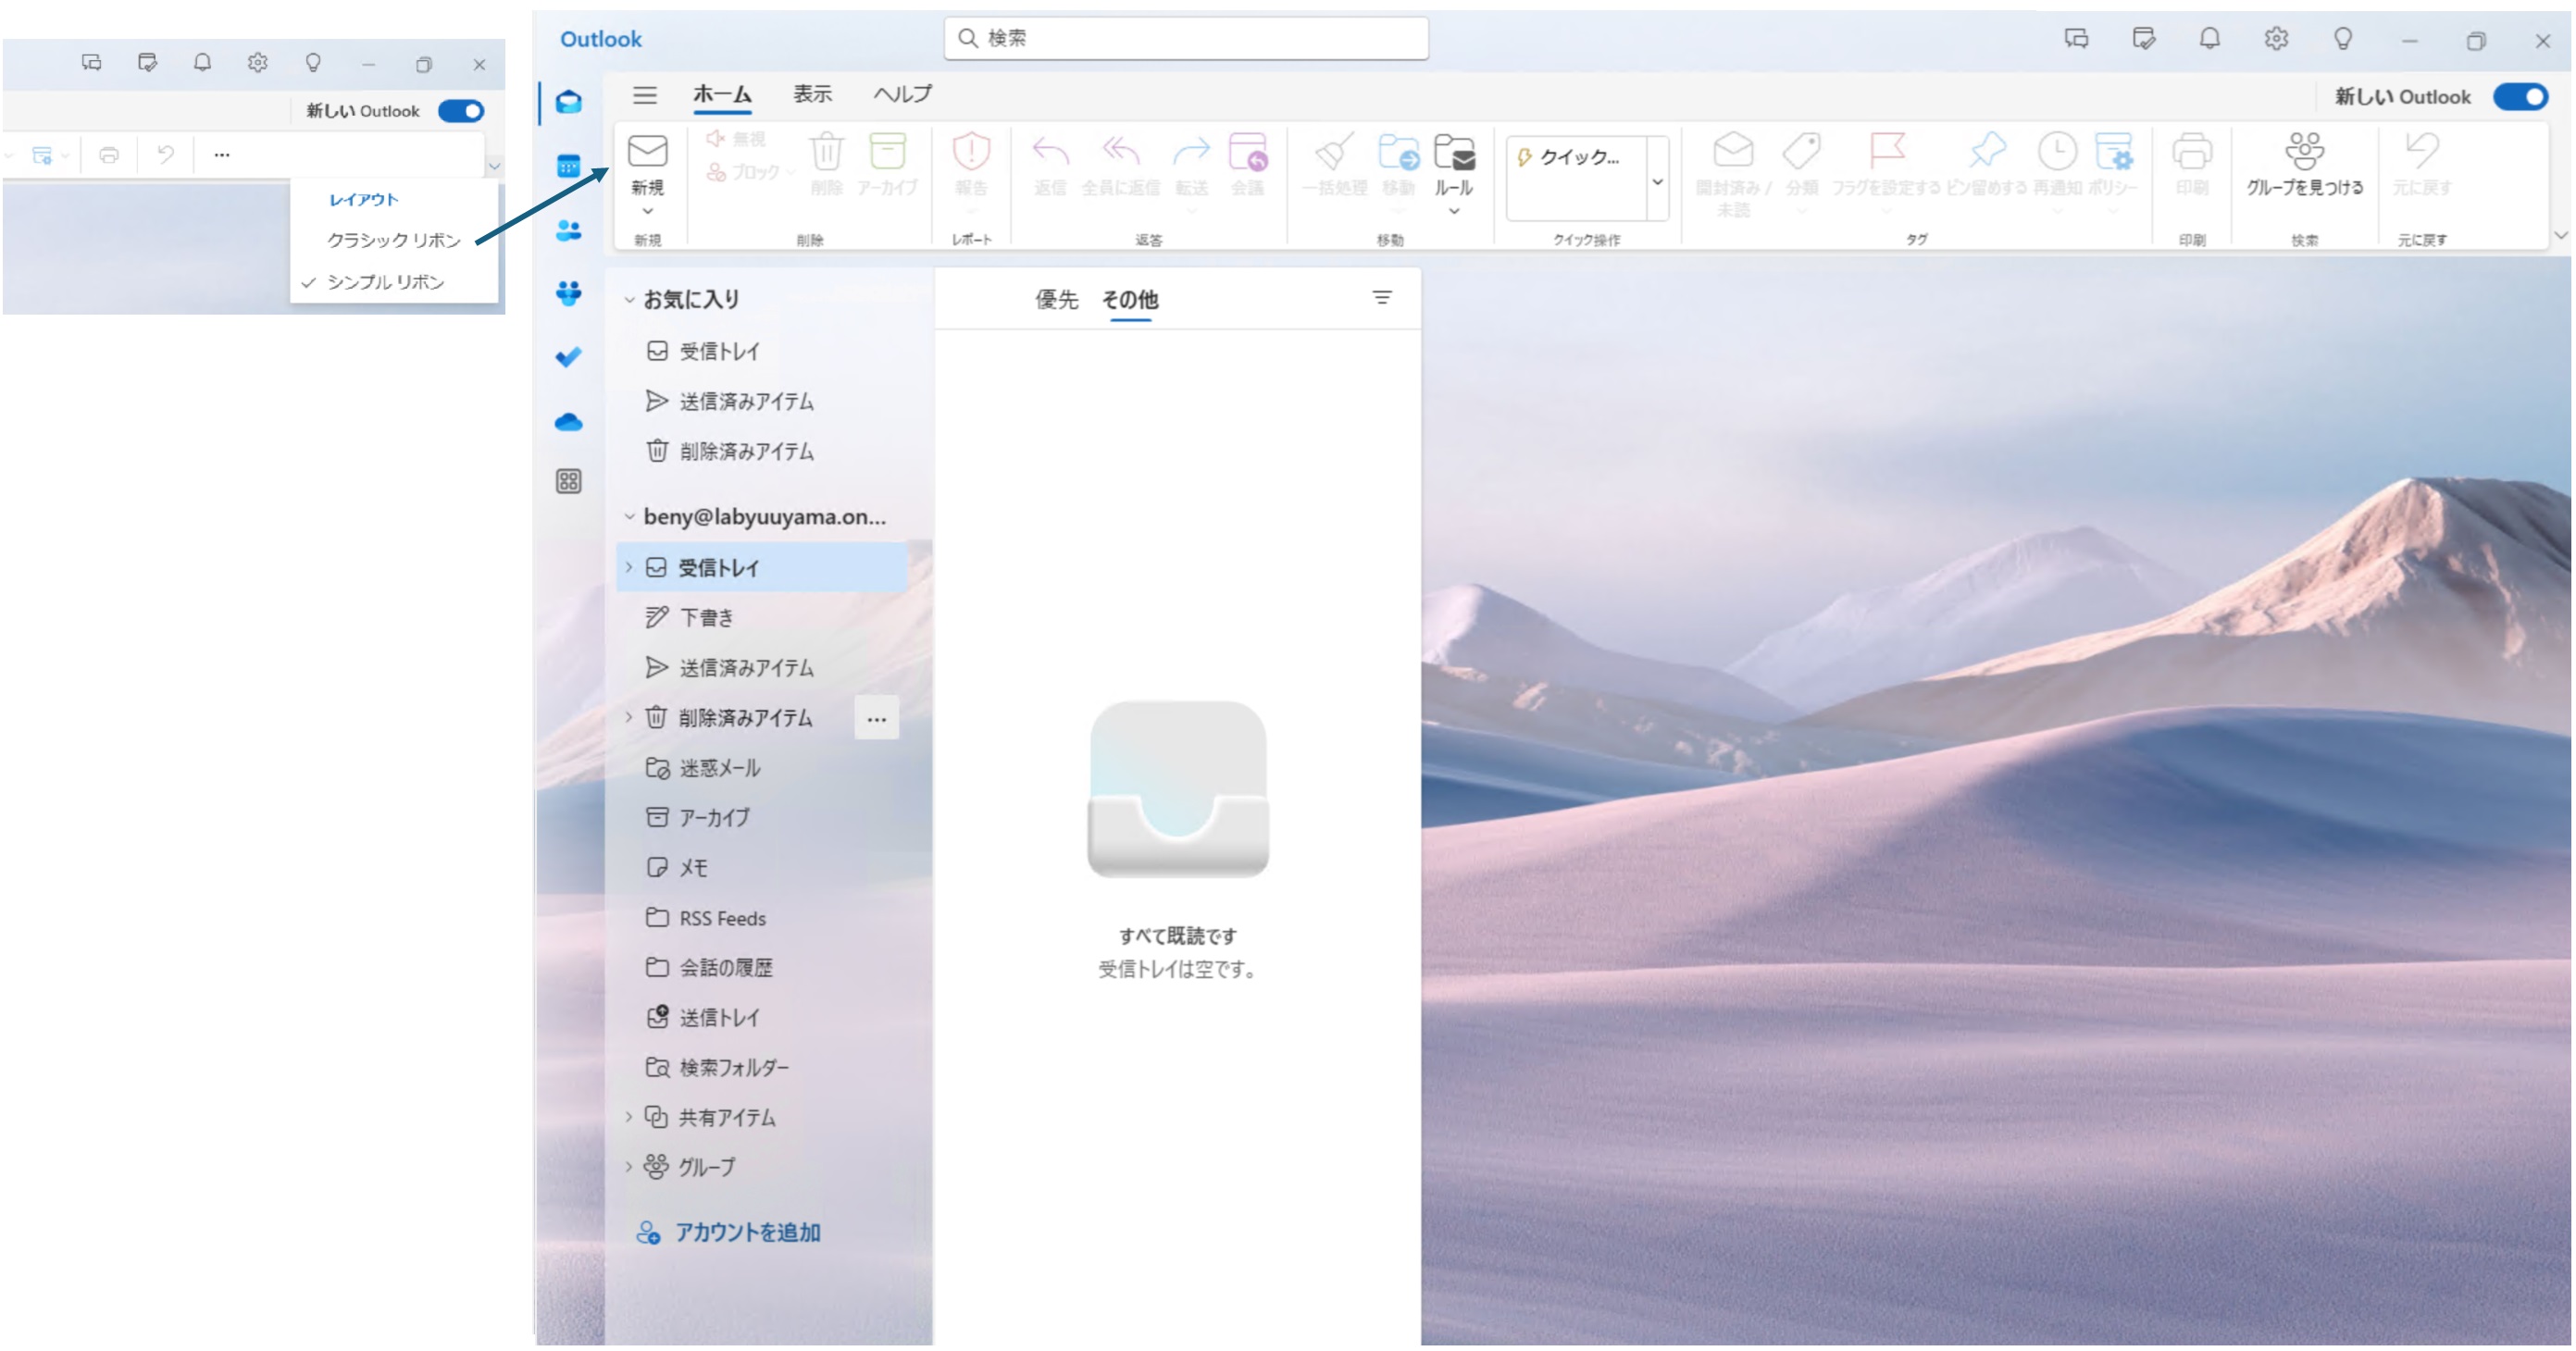 新しい Outlook
レイアウト
クラシック リボン
シンプル リボン
Outlook
検索
ホーム 表示 ヘルプ
新しい Outlook
新規
無視
ブロック
削除
アーカイブ
報告
返信
全員に返信
転送
会議
一括処理
移動
ルール
クイック...
開封済み /
未読
分類
フラグを設定する
ピン留めする
再通知
ポリシー
印刷
グループを見つける
元に戻す
新規 削除 レポート 返答 移動 クイック操作 タグ 印刷 検索 元に戻す
お気に入り
受信トレイ
送信済みアイテム
削除済みアイテム
beny@labyuuyama.on...
受信トレイ
下書き
送信済みアイテム
削除済みアイテム
迷惑メール
アーカイブ
メモ
RSS Feeds
会話の履歴
送信トレイ
検索フォルダー
共有アイテム
グループ
アカウントを追加
優先 その他
すべて既読です
受信トレイは空です。